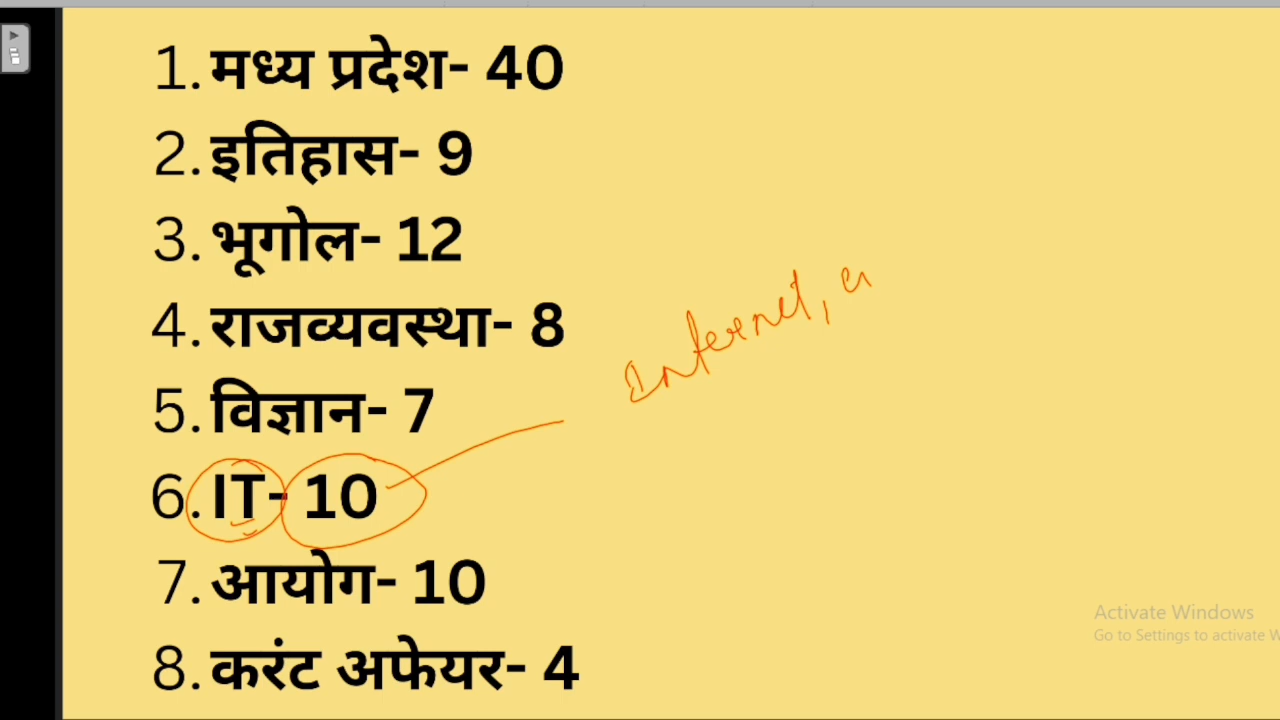 1. मध्य प्रदेश- 40
2. इतिहास- 9
3. भूगोल- 12
4. राजव्यवस्था- 8
5. विज्ञान- 7
6. IT- 10
Internet,
7. आयोग- 10
8. करंट अफेयर- 4
Activate Windows
Go to Settings to activate W